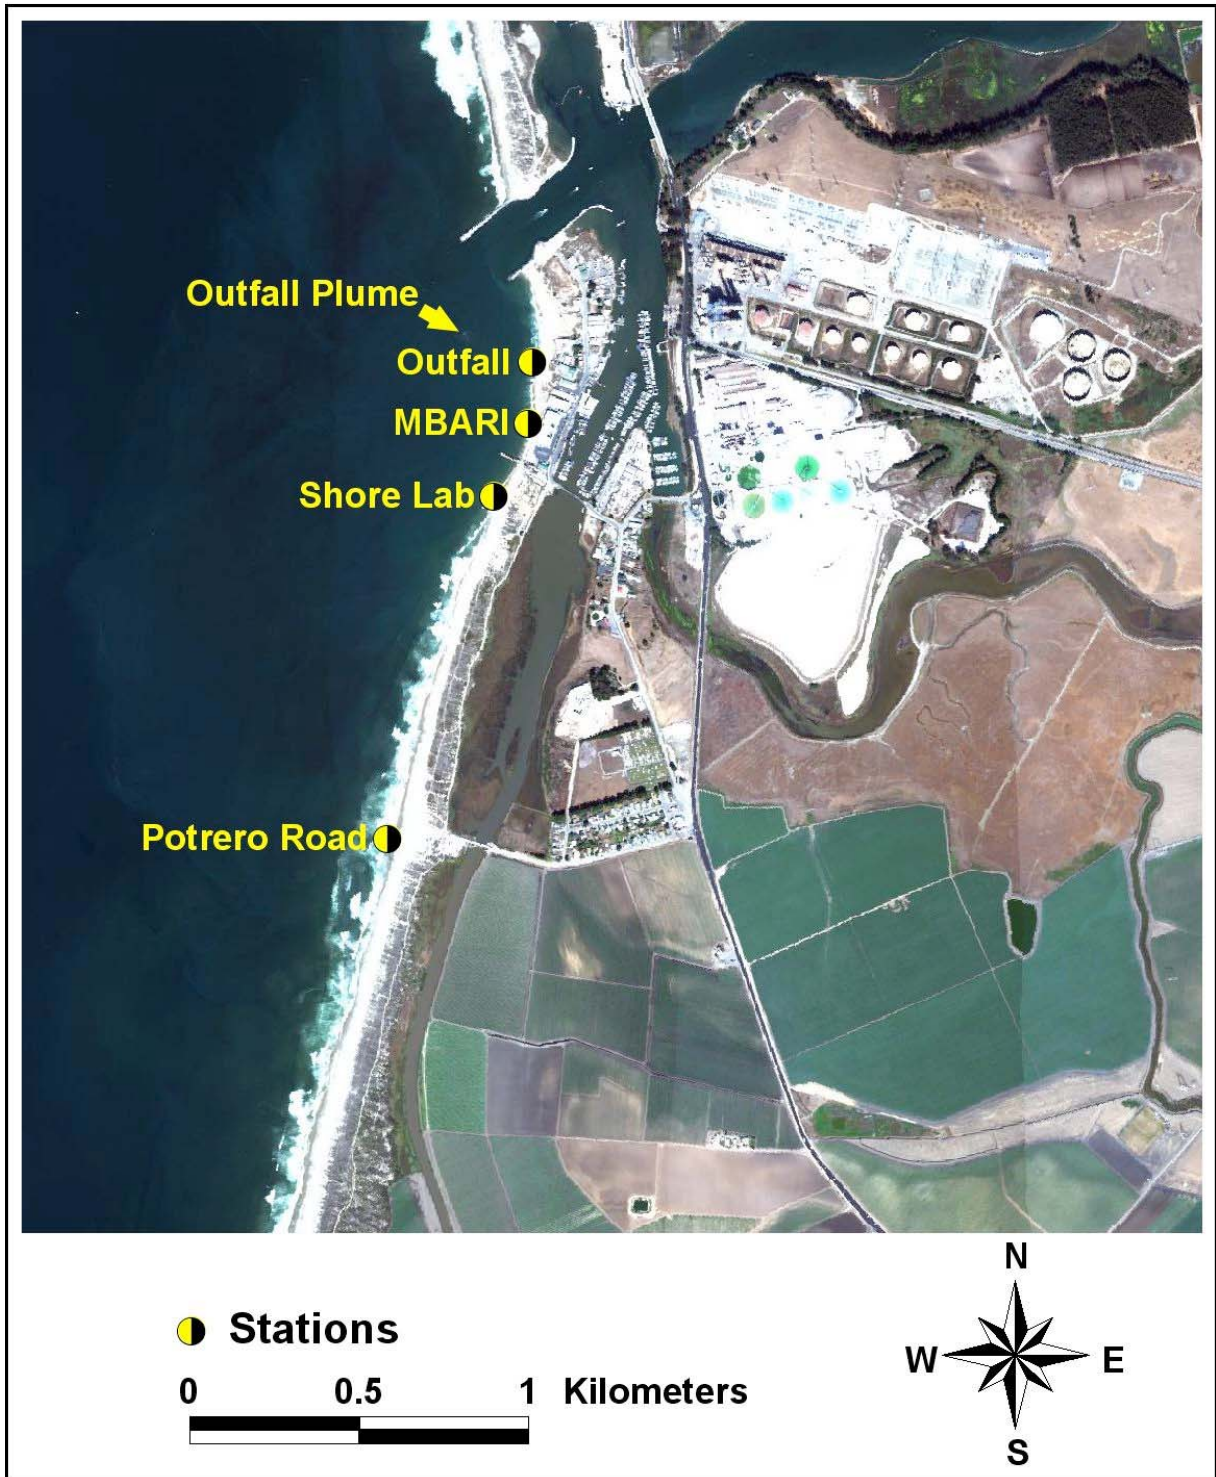 Outfall Plume
Outfall
MBARI
Shore Lab
Potrero Road
N
Stations
W E
0 0.5 1 Kilometers
S